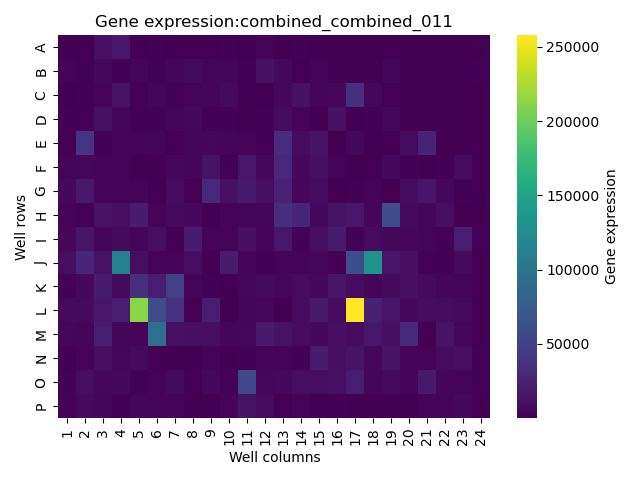 Gene expression:combined_combined_011
A
B
C
D
E
F
G
H
I
J
K
L
M
N
O
P
Well rows
1 2 3 4 5 6 7 8 9 10 11 12 13 14 15 16 17 18 19 20 21 22 23 24
Well columns
250000
200000
150000
100000
50000
Gene expression